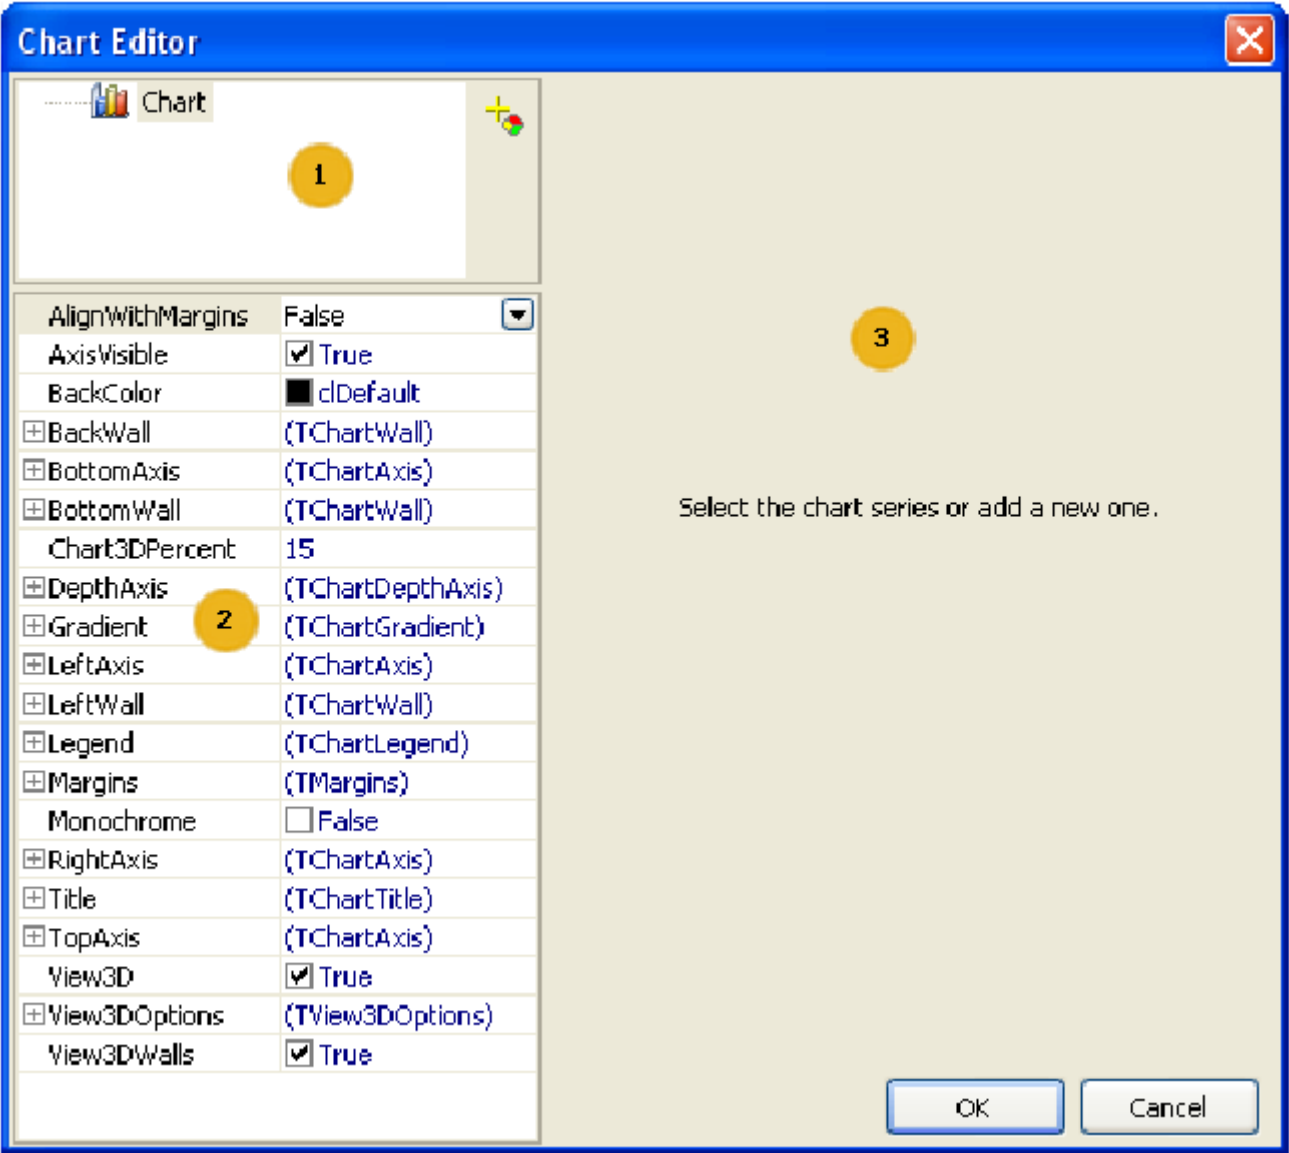 Chart Editor
Chart
1
AlignWithMargins False
AxisVisible True
BackColor clDefault
BackWall (TChartWall)
BottomAxis (TChartAxis)
BottomWall (TChartWall)
Chart3DPercent 15
DepthAxis (TChartDepthAxis)
Gradient (TChartGradient)
LeftAxis (TChartAxis)
LeftWall (TChartWall)
Legend (TChartLegend)
Margins (TMargins)
Monochrome False
RightAxis (TChartAxis)
Title (TChartTitle)
TopAxis (TChartAxis)
View3D True
View3DOptions (TView3DOptions)
View3DWalls True
2
3
Select the chart series or add a new one.
OK Cancel